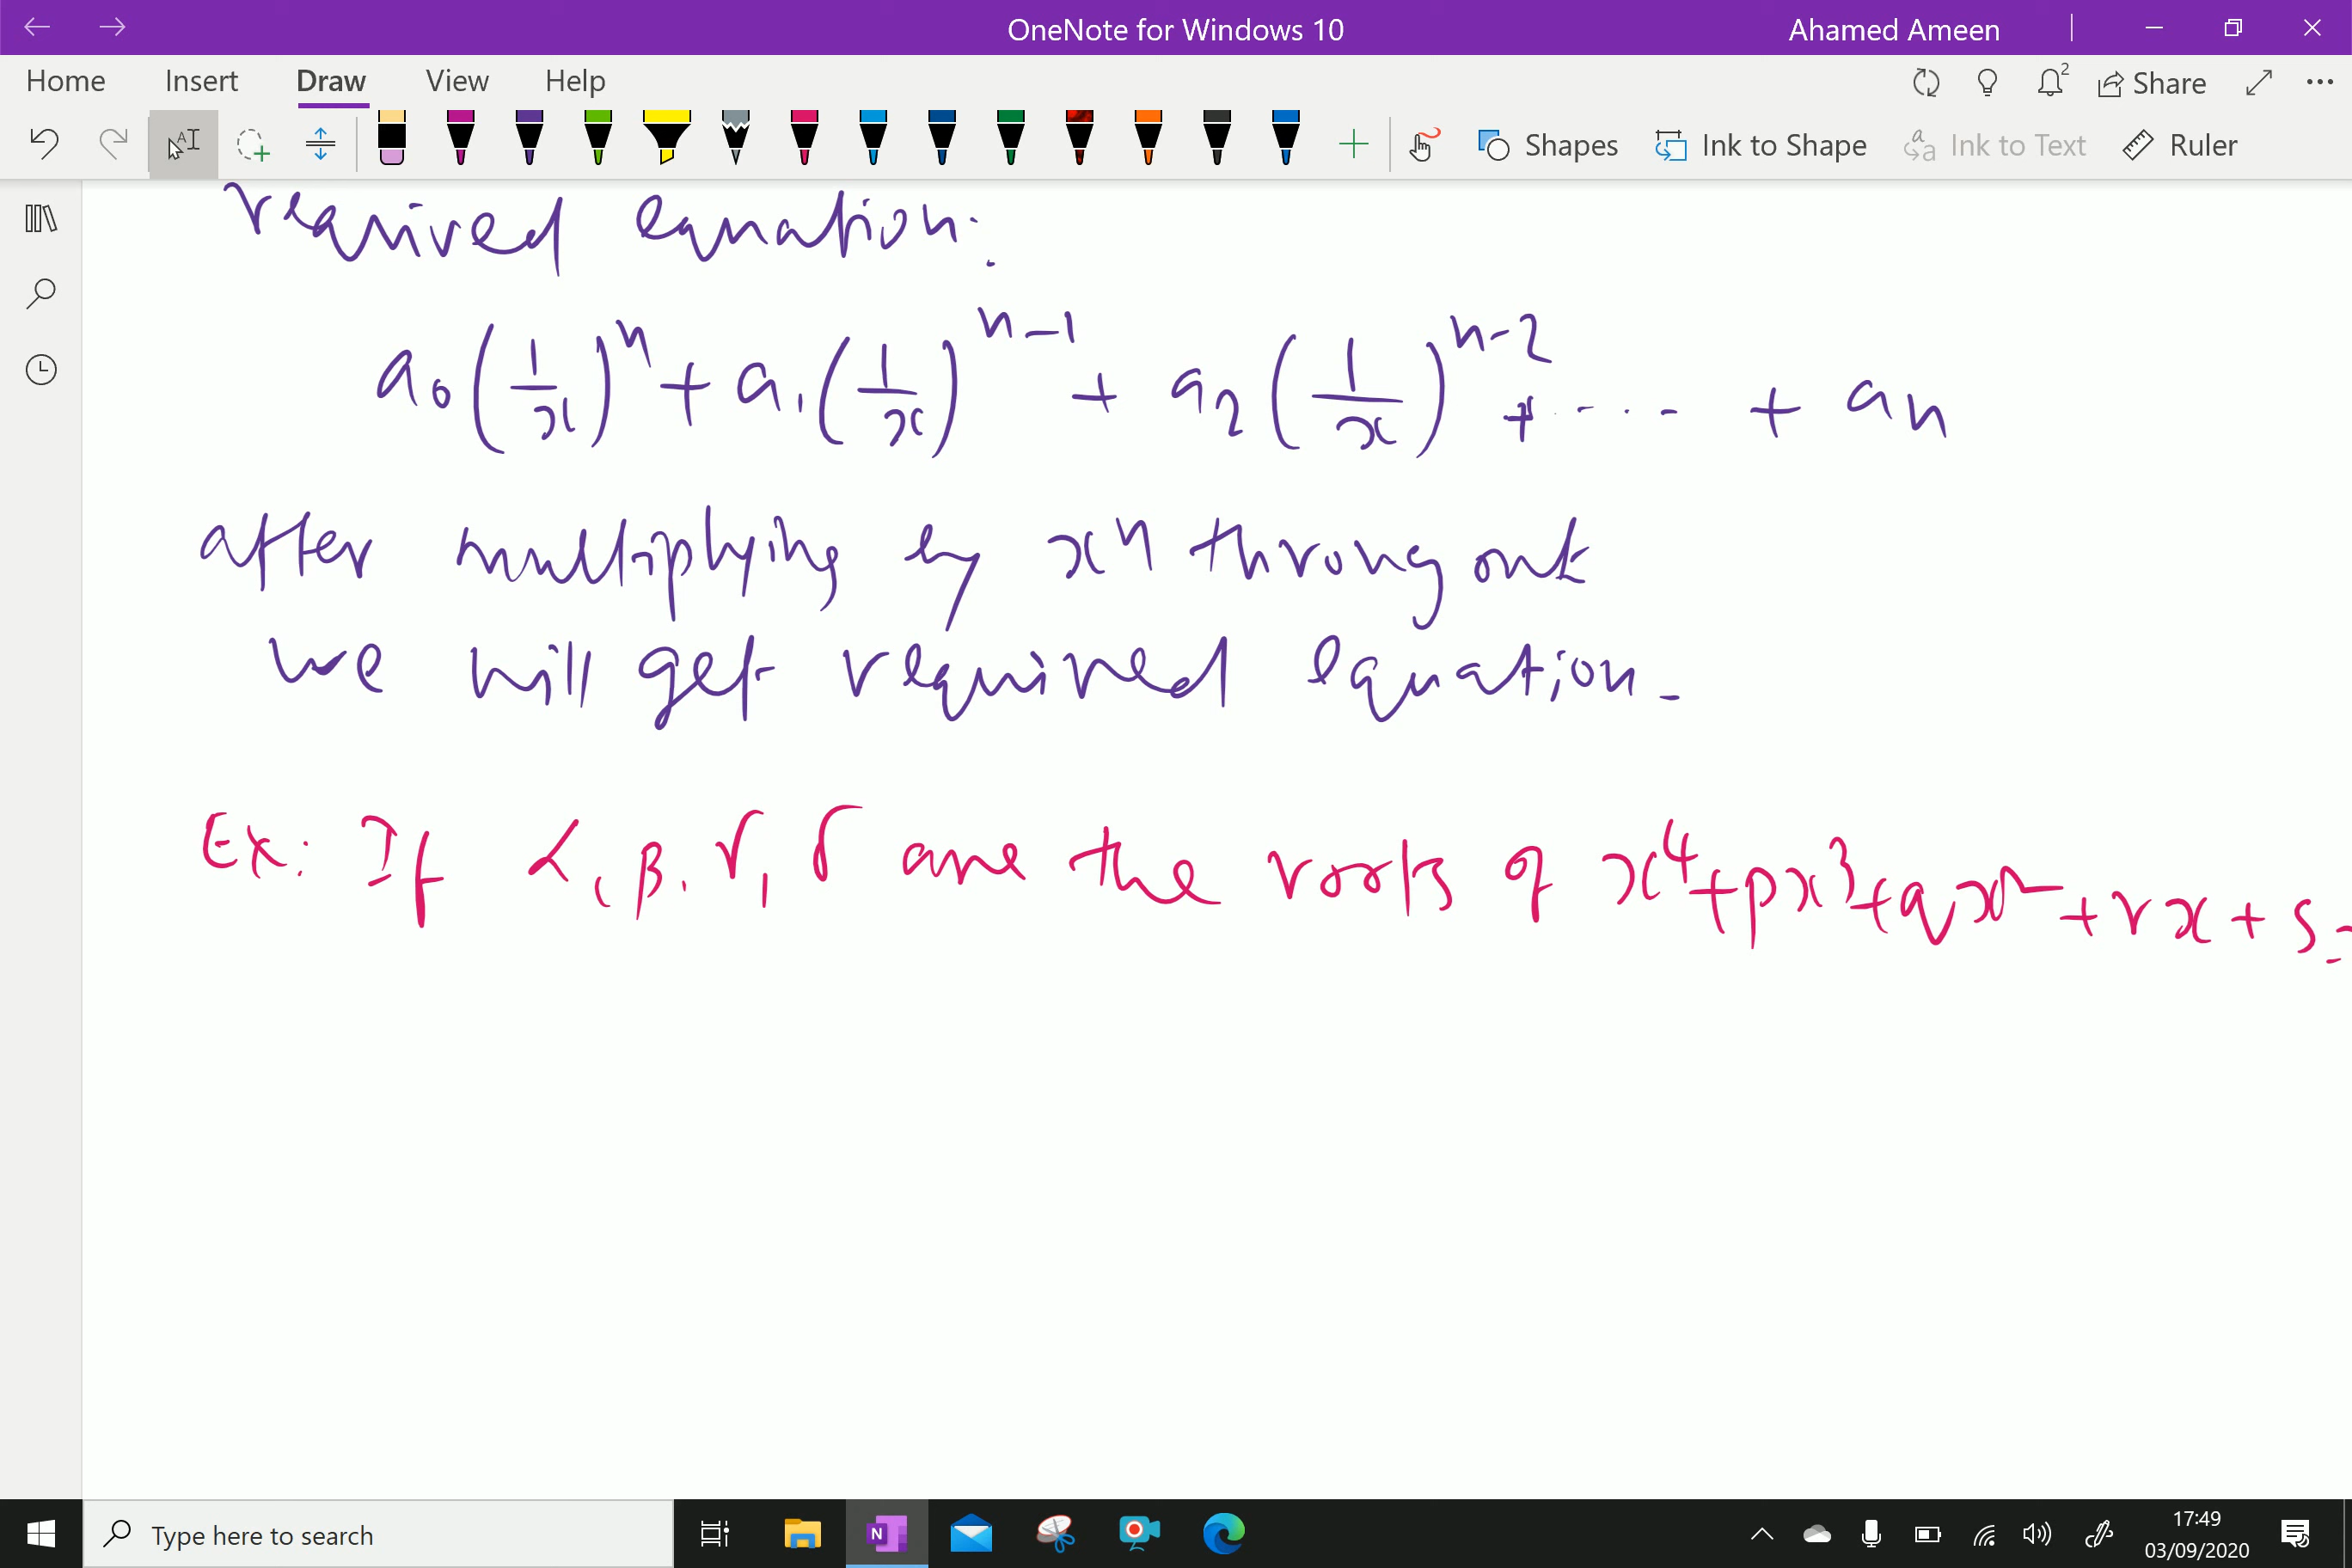 OneNote for Windows 10 Ahamed Ameen
Home Insert Draw View Help 2 Share
Shapes Ink to Shape Ink to Text Ruler
required equation:
a₀(1/x)ⁿ + a₁(1/x)ⁿ⁻¹ + a₂(1/x)ⁿ⁻² + ..... + aₙ
after multiplying by xⁿ throug out
we will get required equation.
Ex: If α, β, γ, δ are the roots of x⁴+px³+qx²+rx+s=
Type here to search
17:49
03/09/2020